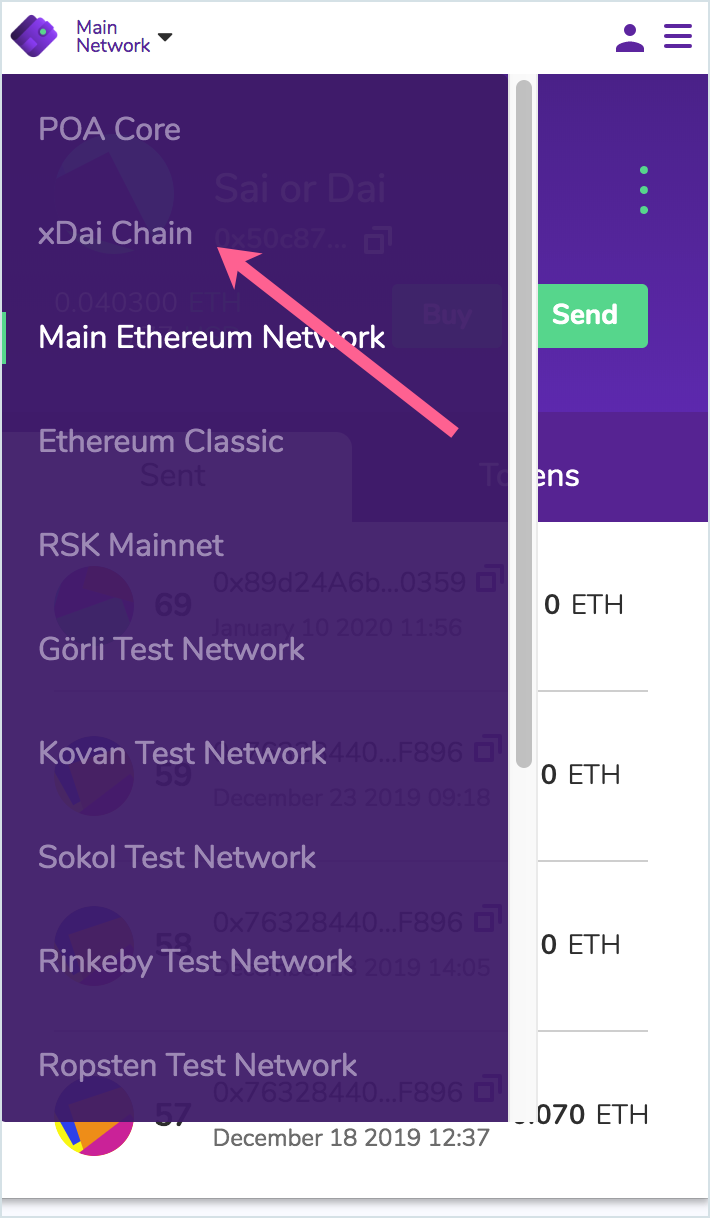 Main
Network
POA Core
Sai or Dai
xDai Chain
0x50c87...
0.040300 ETH
Buy
Send
Main Ethereum Network
Ethereum Classic
Sent
Tokens
RSK Mainnet
69
0x89d24A6b...0359
0 ETH
January 10 2020 11:56
Görli Test Network
Kovan Test Network
59
0x76328440...F896
0 ETH
December 23 2019 09:18
Sokol Test Network
58
0x76328440...F896
0 ETH
Rinkeby Test Network
2019 14:05
Ropsten Test Network
57
0x76328440...F896
.070 ETH
December 18 2019 12:37